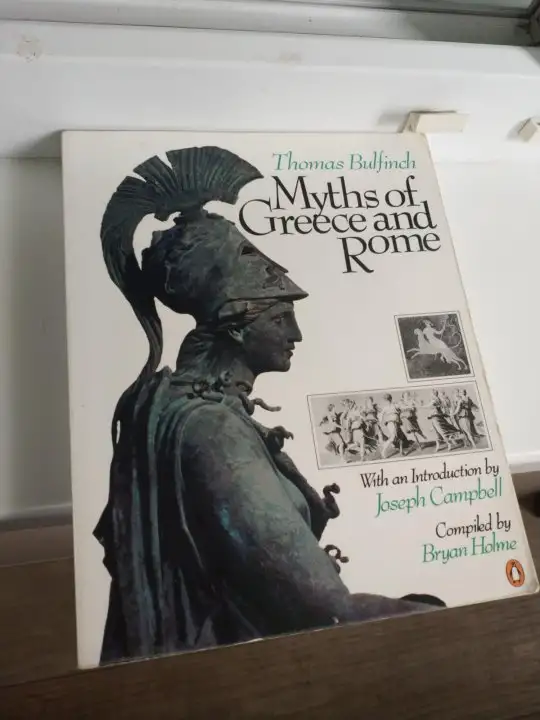 Thomas Bulfinch
Myths of
Greece and
Rome
With an Introduction by
Joseph Campbell
Compiled by
Bryan Holme